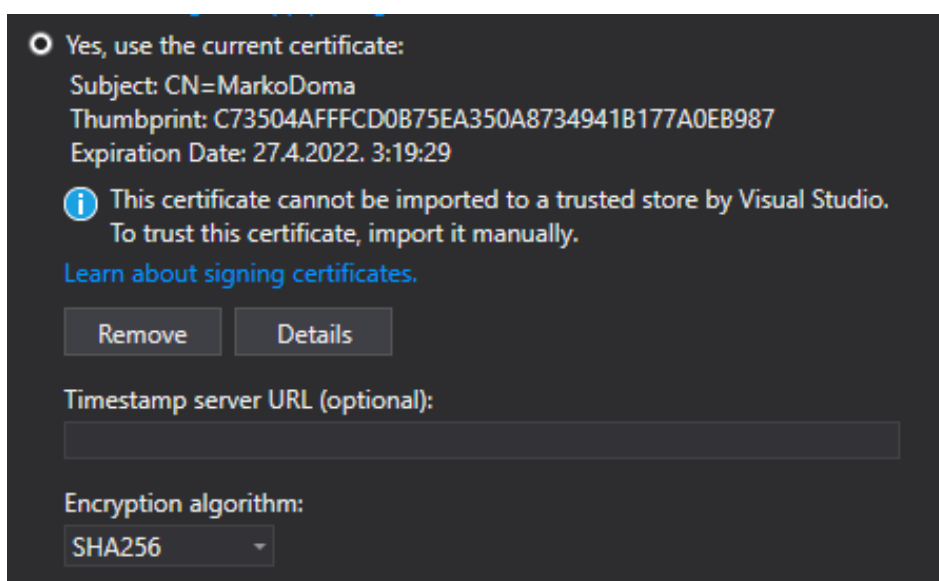 Yes, use the current certificate:
Subject: CN=MarkoDoma
Thumbprint: C73504AFFFCD0B75EA350A8734941B177A0EB987
Expiration Date: 27.4.2022. 3:19:29
This certificate cannot be imported to a trusted store by Visual Studio.
To trust this certificate, import it manually.
Learn about signing certificates.
Remove Details
Timestamp server URL (optional):
Encryption algorithm:
SHA256